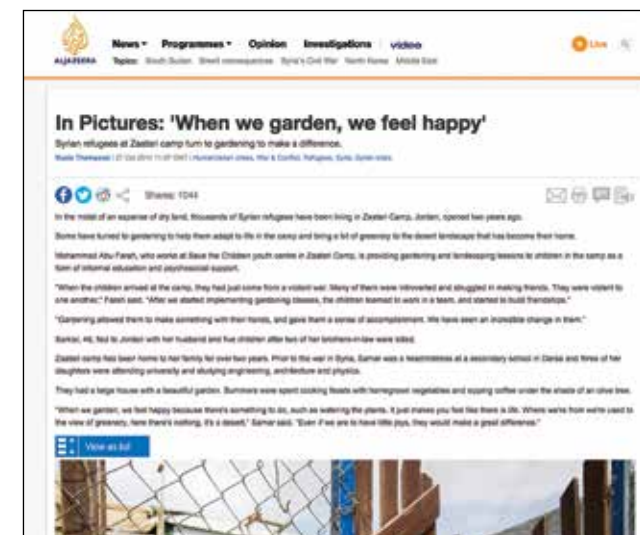 ALJAZEERA
News Programmes Opinion Investigations video
Live
Topics: South Sudan Brexit consequences Syria's Civil War North Korea Middle East
In Pictures: 'When we garden, we feel happy'
Syrian refugees at Zaatari camp turn to gardening to make a difference.
Shares: 1044
In the midst of an expanse of dry land, thousands of Syrian refugees have been living in Zaatari Camp, Jordan, opened two years ago.
Some have turned to gardening to help them adapt to life in the camp and bring a bit of greenery to the desert landscape that has become their home.
Mohammad Abu Farah, who works at Save the Children youth centre in Zaatari Camp, is providing gardening and landscaping lessons to children in the camp as a
form of informal education and psychosocial support.
"When the children arrived at the camp, they had just come from a violent war. Many of them were introverted and struggled in making friends. They were violent to
one another," Farah said. "After we started implementing gardening classes, the children learned to work in a team, and started to build friendships."
"Gardening allowed them to make something with their hands, and gave them a sense of accomplishment. We have seen an incredible change in them."
fled to Jordan with her husband and five children after two of her brothers-in-law were killed.
Zaatari camp has been home to her family for over two years. Prior to the war in Syria, Samar was a headmistress at a secondary school in Daraa and three of her
daughters were attending university and studying engineering, architecture and physics.
They had a large house with a beautiful garden. Summers were spent cooking feasts with homegrown vegetables and sipping coffee under the shade of an olive tree.
"When we garden, we feel happy because there's something to do, such as watering the plants. It just makes you feel like there is life. Where we're from we're used to
the view of greenery, here there's nothing, it's a desert," Samar said. "Even if we are to have little joys, they would make a great difference."
View as list